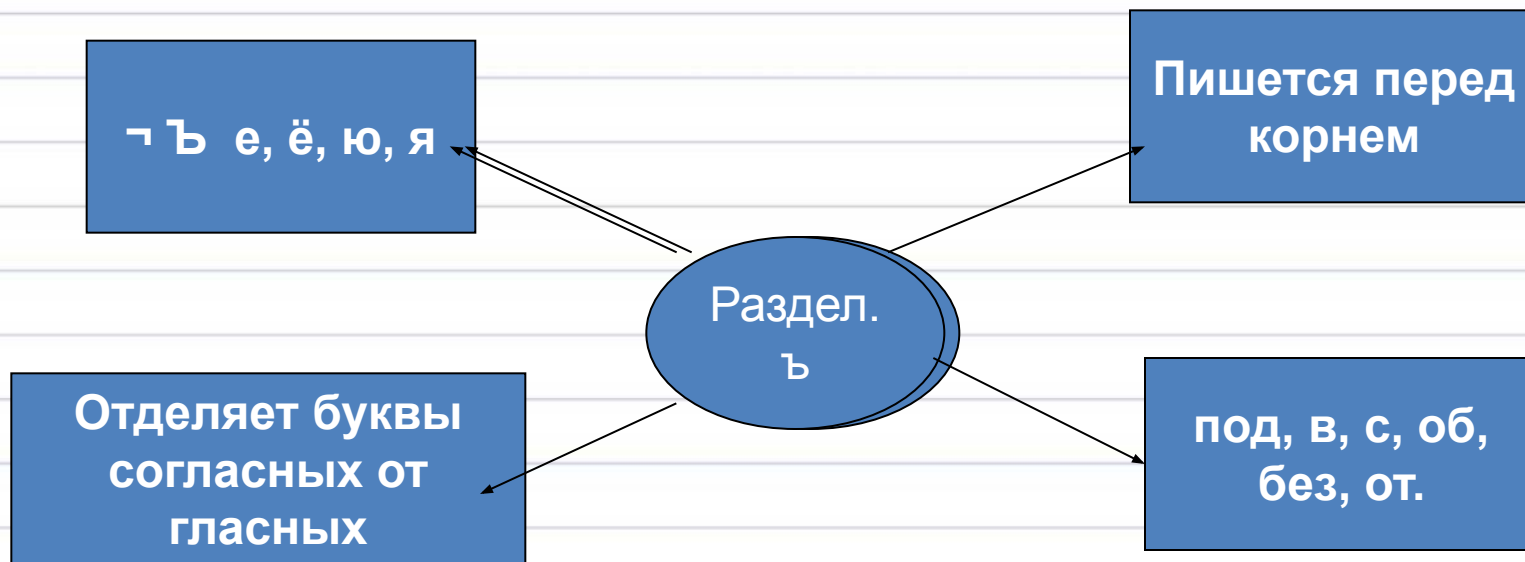 ¬ Ъ е, ё, ю, я
Пишется перед
корнем
Раздел.
ъ
Отделяет буквы
согласных от
гласных
под, в, с, об,
без, от.